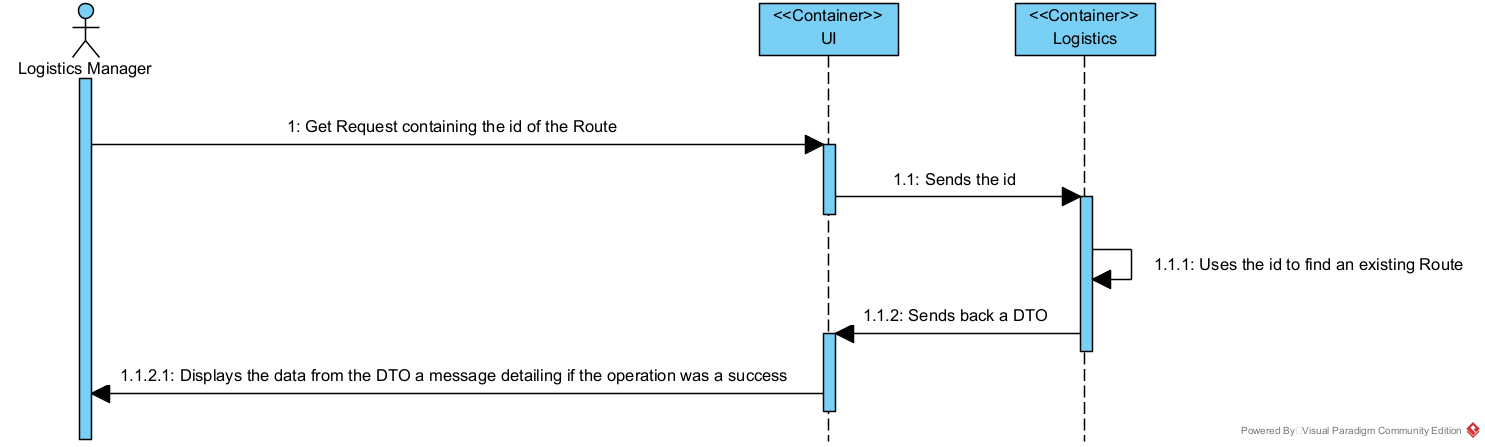 <<Container>>
UI
<<Container>>
Logistics
Logistics Manager
1: Get Request containing the id of the Route
1.1: Sends the id
1.1.1: Uses the id to find an existing Route
1.1.2: Sends back a DTO
1.1.2.1: Displays the data from the DTO a message detailing if the operation was a success
Powered By Visual Paradigm Community Edition